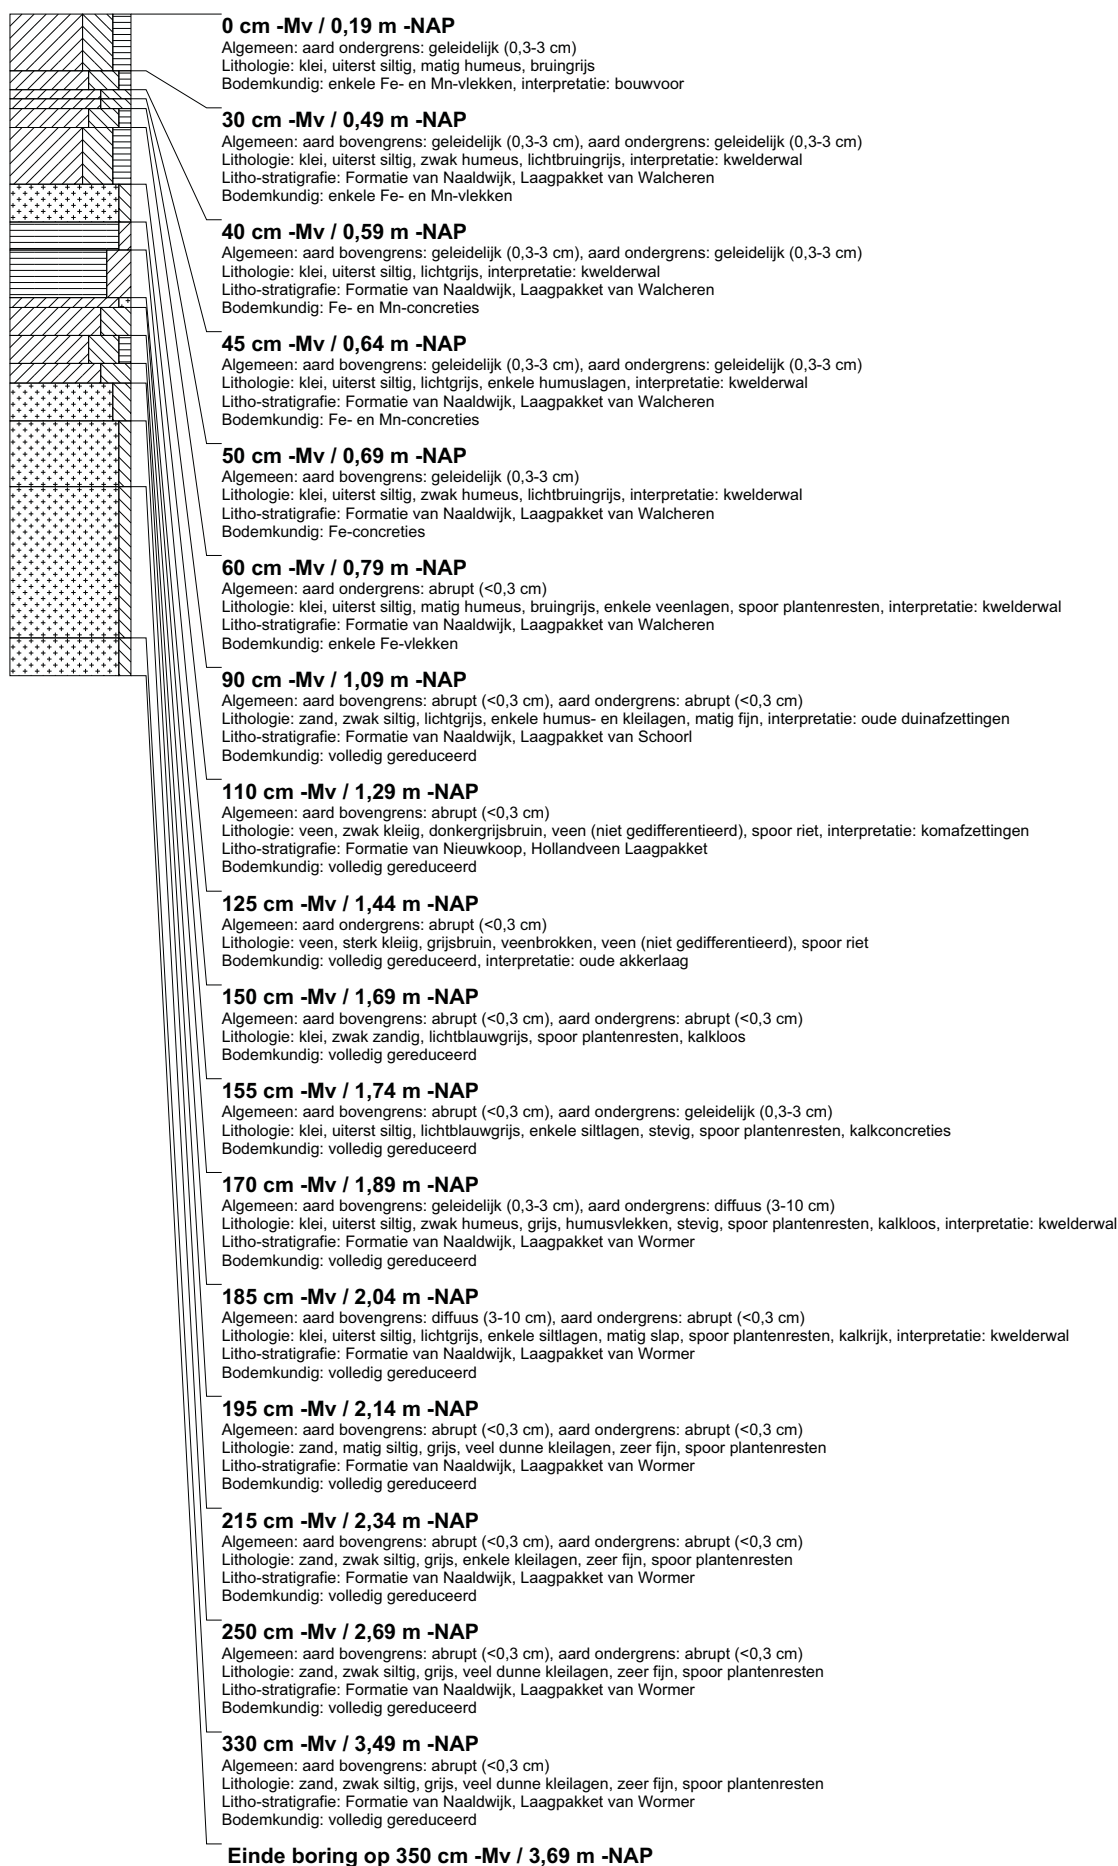 0 cm -Mv / 0,19 m -NAP
Algemeen: aard ondergrens: geleidelijk (0,3-3 cm)
Lithologie: klei, uiterst siltig, matig humeus, bruingrijs
Bodemkundig: enkele Fe- en Mn-vlekken, interpretatie: bouwvoor
30 cm -Mv / 0,49 m -NAP
Algemeen: aard bovengrens: geleidelijk (0,3-3 cm), aard ondergrens: geleidelijk (0,3-3 cm)
Lithologie: klei, uiterst siltig, zwak humeus, lichtbruingrijs, interpretatie: kwelderwal
Litho-stratigrafie: Formatie van Naaldwijk, Laagpakket van Walcheren
Bodemkundig: enkele Fe- en Mn-vlekken
40 cm -Mv / 0,59 m -NAP
Algemeen: aard bovengrens: geleidelijk (0,3-3 cm), aard ondergrens: geleidelijk (0,3-3 cm)
Lithologie: klei, uiterst siltig, lichtgrijs, interpretatie: kwelderwal
Litho-stratigrafie: Formatie van Naaldwijk, Laagpakket van Walcheren
Bodemkundig: Fe- en Mn-concreties
45 cm -Mv / 0,64 m -NAP
Algemeen: aard bovengrens: geleidelijk (0,3-3 cm), aard ondergrens: geleidelijk (0,3-3 cm)
Lithologie: klei, uiterst siltig, lichtgrijs, enkele humuslagen, interpretatie: kwelderwal
Litho-stratigrafie: Formatie van Naaldwijk, Laagpakket van Walcheren
Bodemkundig: Fe- en Mn-concreties
50 cm -Mv / 0,69 m -NAP
Algemeen: aard bovengrens: geleidelijk (0,3-3 cm)
Lithologie: klei, uiterst siltig, zwak humeus, lichtbruingrijs, interpretatie: kwelderwal
Litho-stratigrafie: Formatie van Naaldwijk, Laagpakket van Walcheren
Bodemkundig: Fe-concreties
60 cm -Mv / 0,79 m -NAP
Algemeen: aard ondergrens: abrupt (<0,3 cm)
Lithologie: klei, uiterst siltig, matig humeus, bruingrijs, enkele veenlagen, spoor plantenresten, interpretatie: kwelderwal
Litho-stratigrafie: Formatie van Naaldwijk, Laagpakket van Walcheren
Bodemkundig: enkele Fe-vlekken
90 cm -Mv / 1,09 m -NAP
Algemeen: aard bovengrens: abrupt (<0,3 cm), aard ondergrens: abrupt (<0,3 cm)
Lithologie: zand, zwak siltig, lichtgrijs, enkele humus- en kleilagen, matig fijn, interpretatie: oude duinafzettingen
Litho-stratigrafie: Formatie van Naaldwijk, Laagpakket van Schoorl
Bodemkundig: volledig gereduceerd
110 cm -Mv / 1,29 m -NAP
Algemeen: aard bovengrens: abrupt (<0,3 cm)
Lithologie: veen, zwak kleiig, donkergrijsbruin, veen (niet gedifferentieerd), spoor riet, interpretatie: komafzettingen
Litho-stratigrafie: Formatie van Nieuwkoop, Hollandveen Laagpakket
Bodemkundig: volledig gereduceerd
125 cm -Mv / 1,44 m -NAP
Algemeen: aard ondergrens: abrupt (<0,3 cm)
Lithologie: veen, sterk kleiig, grijsbruin, veenbrokken, veen (niet gedifferentieerd), spoor riet
Bodemkundig: volledig gereduceerd, interpretatie: oude akkerlaag
150 cm -Mv / 1,69 m -NAP
Algemeen: aard bovengrens: abrupt (<0,3 cm), aard ondergrens: abrupt (<0,3 cm)
Lithologie: klei, zwak zandig, lichtblauwgrijs, spoor plantenresten, kalkloos
Bodemkundig: volledig gereduceerd
155 cm -Mv / 1,74 m -NAP
Algemeen: aard bovengrens: abrupt (<0,3 cm), aard ondergrens: geleidelijk (0,3-3 cm)
Lithologie: klei, uiterst siltig, lichtblauwgrijs, enkele siltlagen, stevig, spoor plantenresten, kalkconcreties
Bodemkundig: volledig gereduceerd
170 cm -Mv / 1,89 m -NAP
Algemeen: aard bovengrens: geleidelijk (0,3-3 cm), aard ondergrens: diffuus (3-10 cm)
Lithologie: klei, uiterst siltig, zwak humeus, grijs, humusvlekken, stevig, spoor plantenresten, kalkloos, interpretatie: kwelderwal
Litho-stratigrafie: Formatie van Naaldwijk, Laagpakket van Wormer
Bodemkundig: volledig gereduceerd
185 cm -Mv / 2,04 m -NAP
Algemeen: aard bovengrens: diffuus (3-10 cm), aard ondergrens: abrupt (<0,3 cm)
Lithologie: klei, uiterst siltig, lichtgrijs, enkele siltlagen, matig slap, spoor plantenresten, kalkrijk, interpretatie: kwelderwal
Litho-stratigrafie: Formatie van Naaldwijk, Laagpakket van Wormer
Bodemkundig: volledig gereduceerd
195 cm -Mv / 2,14 m -NAP
Algemeen: aard bovengrens: abrupt (<0,3 cm), aard ondergrens: abrupt (<0,3 cm)
Lithologie: zand, matig siltig, grijs, veel dunne kleilagen, zeer fijn, spoor plantenresten
Litho-stratigrafie: Formatie van Naaldwijk, Laagpakket van Wormer
Bodemkundig: volledig gereduceerd
215 cm -Mv / 2,34 m -NAP
Algemeen: aard bovengrens: abrupt (<0,3 cm), aard ondergrens: abrupt (<0,3 cm)
Lithologie: zand, zwak siltig, grijs, enkele kleilagen, zeer fijn, spoor plantenresten
Litho-stratigrafie: Formatie van Naaldwijk, Laagpakket van Wormer
Bodemkundig: volledig gereduceerd
250 cm -Mv / 2,69 m -NAP
Algemeen: aard bovengrens: abrupt (<0,3 cm), aard ondergrens: abrupt (<0,3 cm)
Lithologie: zand, zwak siltig, grijs, veel dunne kleilagen, zeer fijn, spoor plantenresten
Litho-stratigrafie: Formatie van Naaldwijk, Laagpakket van Wormer
Bodemkundig: volledig gereduceerd
330 cm -Mv / 3,49 m -NAP
Algemeen: aard bovengrens: abrupt (<0,3 cm)
Lithologie: zand, zwak siltig, grijs, veel dunne kleilagen, zeer fijn, spoor plantenresten
Litho-stratigrafie: Formatie van Naaldwijk, Laagpakket van Wormer
Bodemkundig: volledig gereduceerd
Einde boring op 350 cm -Mv / 3,69 m -NAP